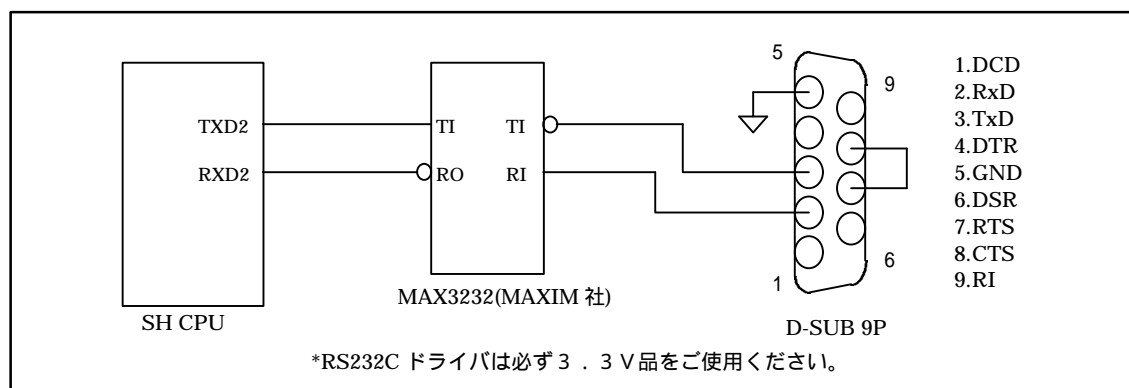 5
9
1.DCD
2.RxD
3.TxD
4.DTR
5.GND
6.DSR
7.RTS
8.CTS
9.RI
TXD2
TI
TI
RXD2
RO
RI
1
6
SH CPU
MAX3232(MAXIM 社)
D-SUB 9P
*RS232C ドライバは必ず３．３Ｖ品をご使用ください。